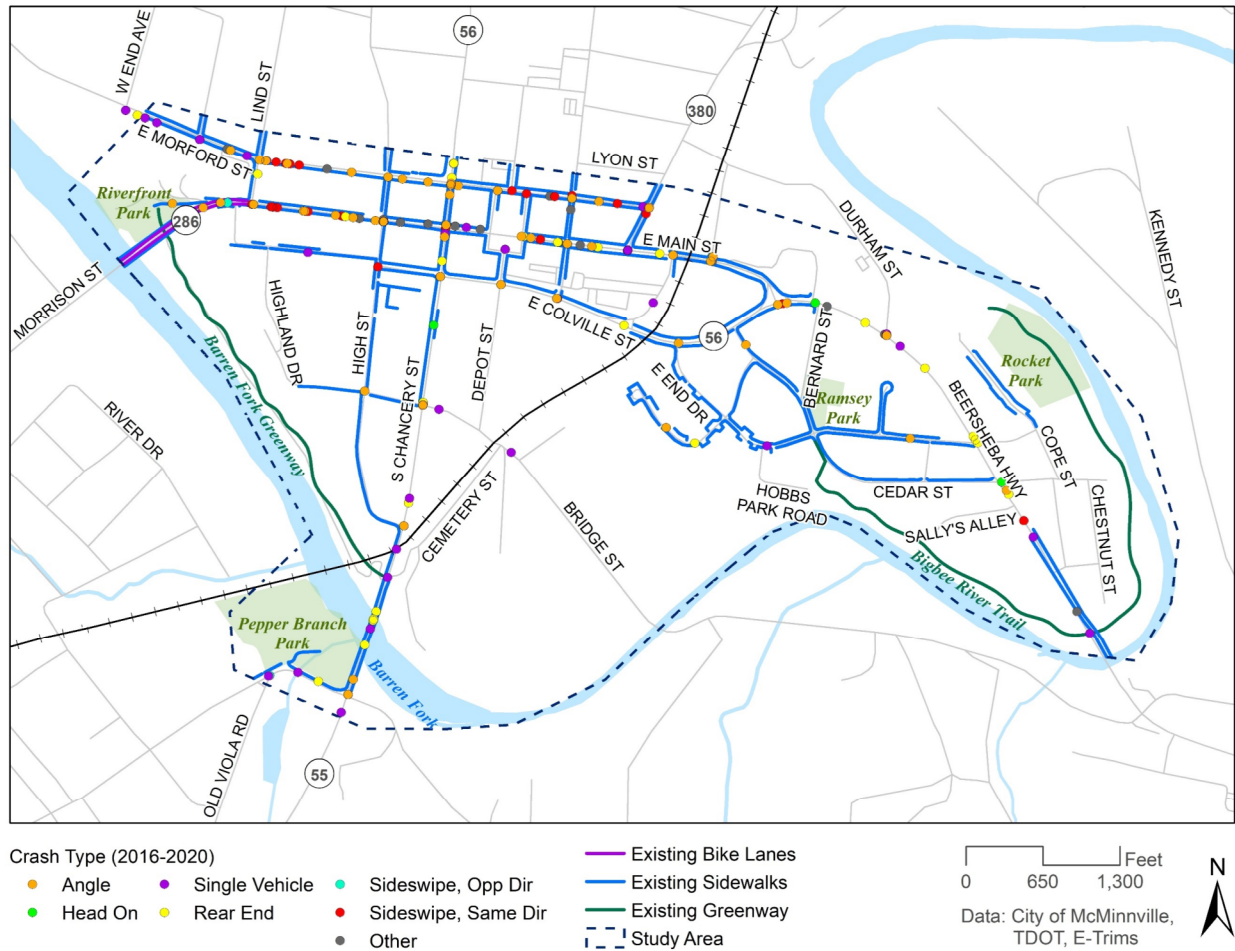 W END AVE
LIND ST
56
380
E MORFORD ST
LYON ST
Riverfront
Park
286
E MAIN ST
DURHAM ST
KENNEDY ST
MORRISON ST
HIGHLAND DR
HIGH ST
S CHANCERY ST
DEPOT ST
E COLVILLE ST
56
BERNARD ST
Rocket
Park
Barren Fork Greenway
E END DR
Ramsey
Park
BEERSHEBA HWY
COPE ST
RIVER DR
CEMETERY ST
BRIDGE ST
HOBBS
PARK ROAD
CEDAR ST
SALLY'S ALLEY
CHESTNUT ST
Bigbee River Trail
Pepper Branch
Park
Barren Fork
OLD VIOLA RD
55
Crash Type (2016-2020)
Angle
Head On
Single Vehicle
Rear End
Sideswipe, Opp Dir
Sideswipe, Same Dir
Other
Existing Bike Lanes
Existing Sidewalks
Existing Greenway
Study Area
Feet
0 650 1,300
Data: City of McMinnville,
TDOT, E-Trims
N